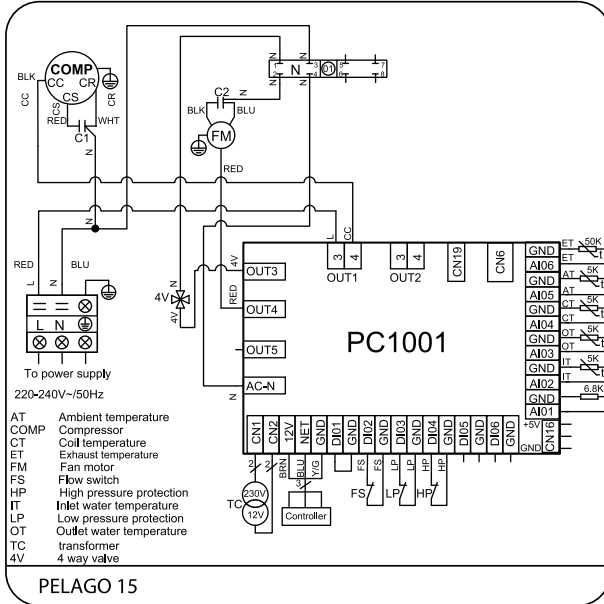 COMP
CC CR
CS
BLK
CC
CS
RED
C1
WHT
CR
N
N
N
N
N
C2
N
BLK BLU
FM
RED
N N
1 3 5 7
N 01
2 4 6 8
N N
RED
L
N
BLU
L N
To power supply
220-240V~/50Hz
N
4V
4V
4V
RED
N
L
CC
OUT3
OUT4
OUT5
AC-N
3 4
OUT1
3 4
OUT2
CN19
CN6
PC1001
GND
AI06
GND
AI05
GND
AI04
GND
AI03
GND
AI02
GND
AI01
+5V
GND
CN16
ET 50K
ET t
AT 5K
AT t
CT 5K
CT t
OT 5K
OT t
IT 5K
IT t
6.8K
CN1 CN2 12V NET GND DI01 GND DI02 GND DI03 GND DI04 GND DI05 GND DI06 GND
2 2 BRN BLU Y/G
3
FS FS LP LP HP HP
TC
230V
12V
Controller
FS LP HP
AT Ambient temperature
COMP Compressor
CT Coil temperature
ET Exhaust temperature
FM Fan motor
FS Flow switch
HP High pressure protection
IT Inlet water temperature
LP Low pressure protection
OT Outlet water temperature
TC transformer
4V 4 way valve
PELAGO 15